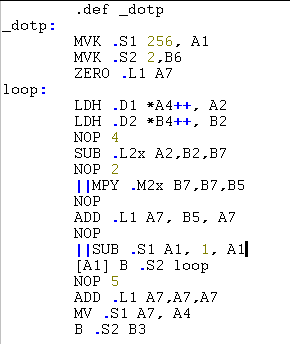 .def _dotp
_dotp:
MVK .S1 256, A1
MVK .S2 2,B6
ZERO .L1 A7
loop:
LDH .D1 *A4++, A2
LDH .D2 *B4++, B2
NOP 4
SUB .L2x A2,B2,B7
NOP 2
||MPY .M2x B7,B7,B5
NOP
ADD .L1 A7, B5, A7
NOP
||SUB .S1 A1, 1, A1
[A1] B .S2 loop
NOP 5
ADD .L1 A7,A7,A7
MV .S1 A7, A4
B .S2 B3